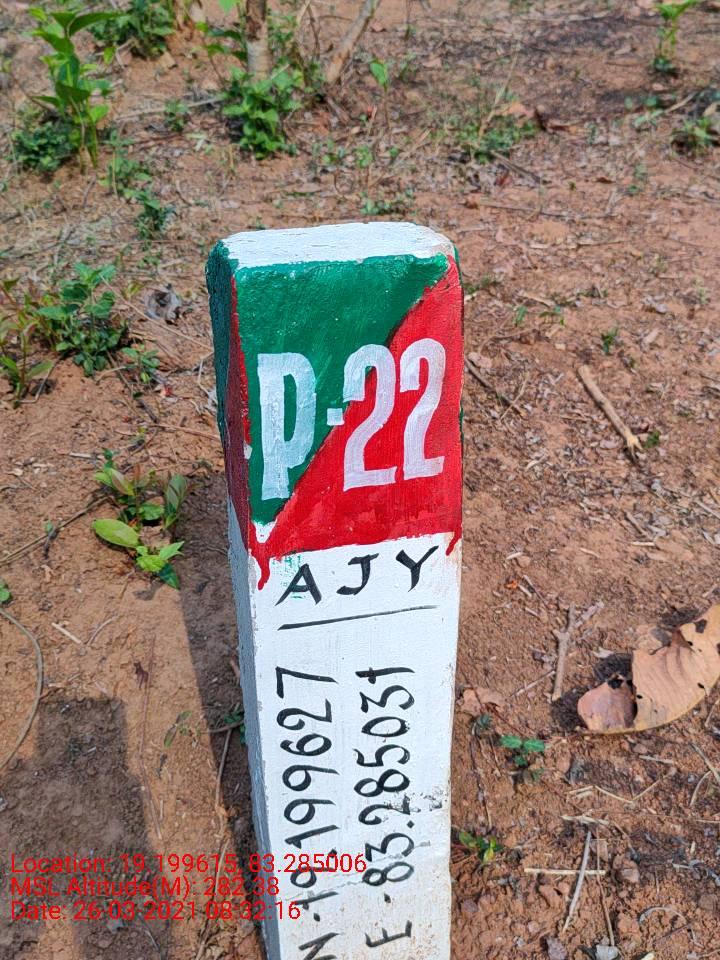 P-22
AJY
N-19.199627
E-83.285031
Location: 19.199615, 83.285006
MSL Altitude(M): 282.38
Date: 26-03-2021 08:32:16